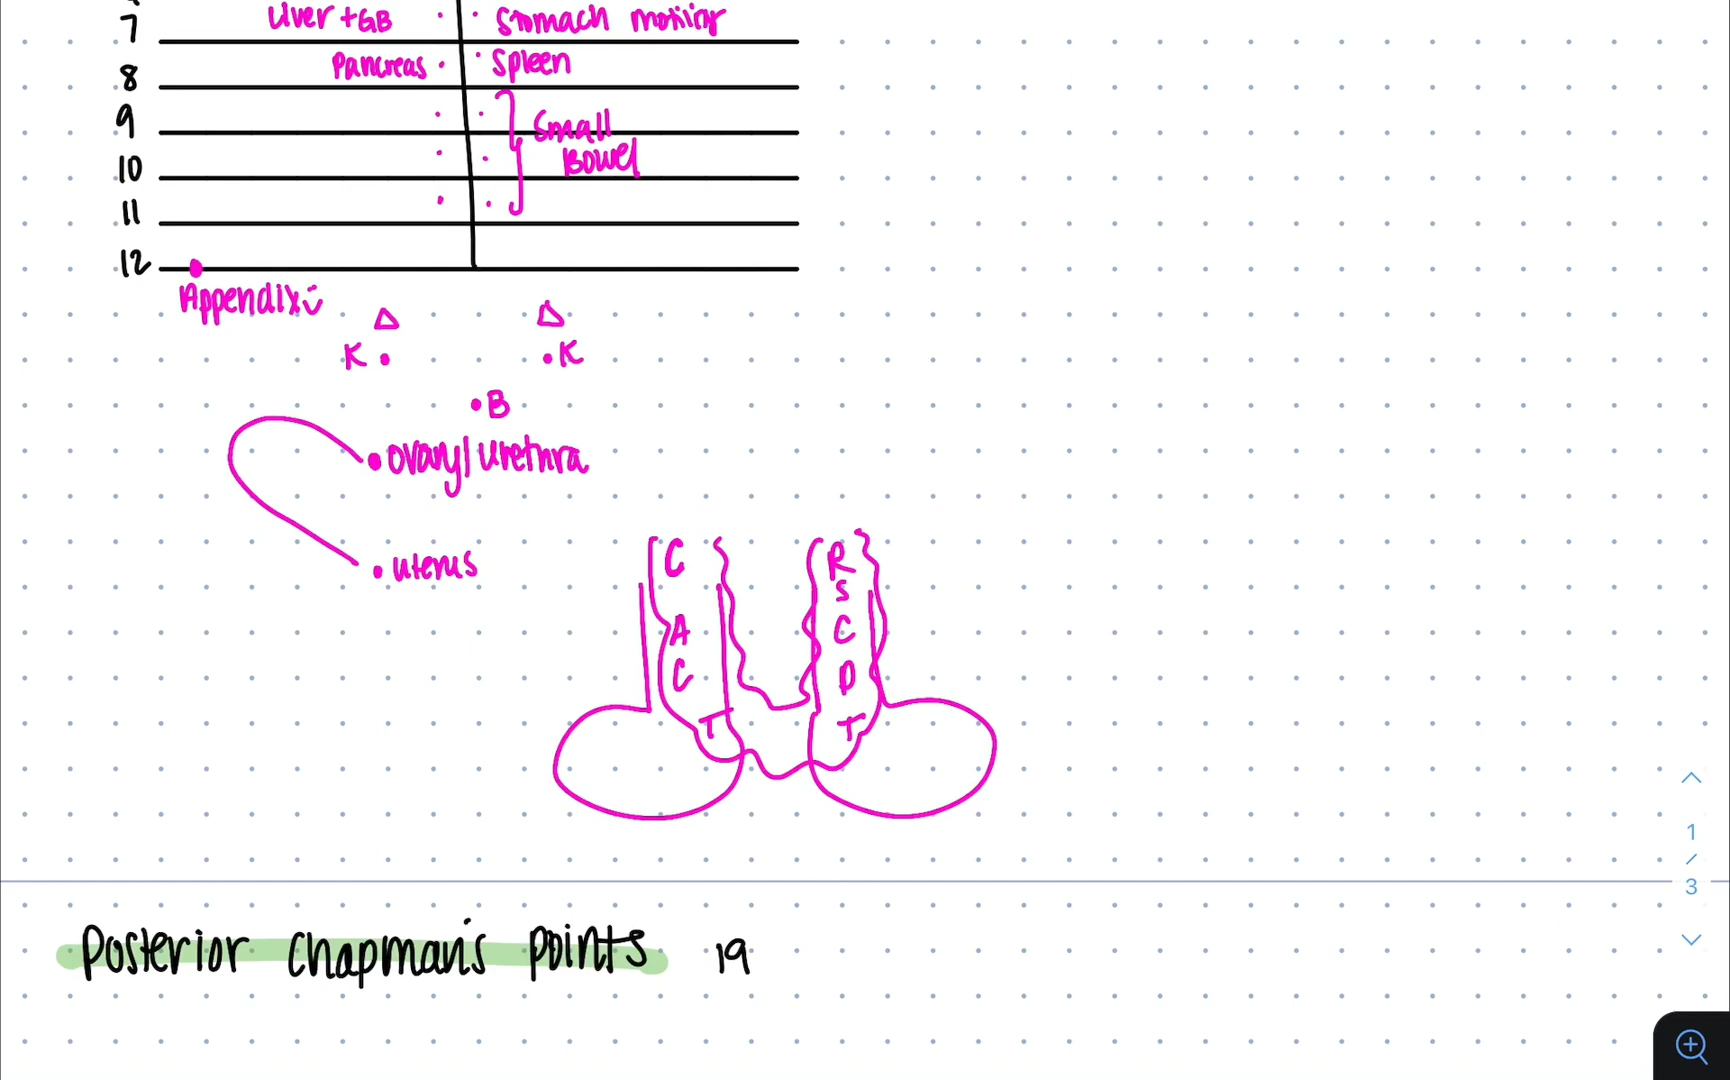 7 Liver + GB Stomach motility
8 Pancreas Spleen
9 Small
10 Bowel
11
12
Appendix
Δ Δ
K K
B
ovary/urethra
uterus
C R
S
A C
C D
T T
Posterior Chapman's points 19
1
/
3